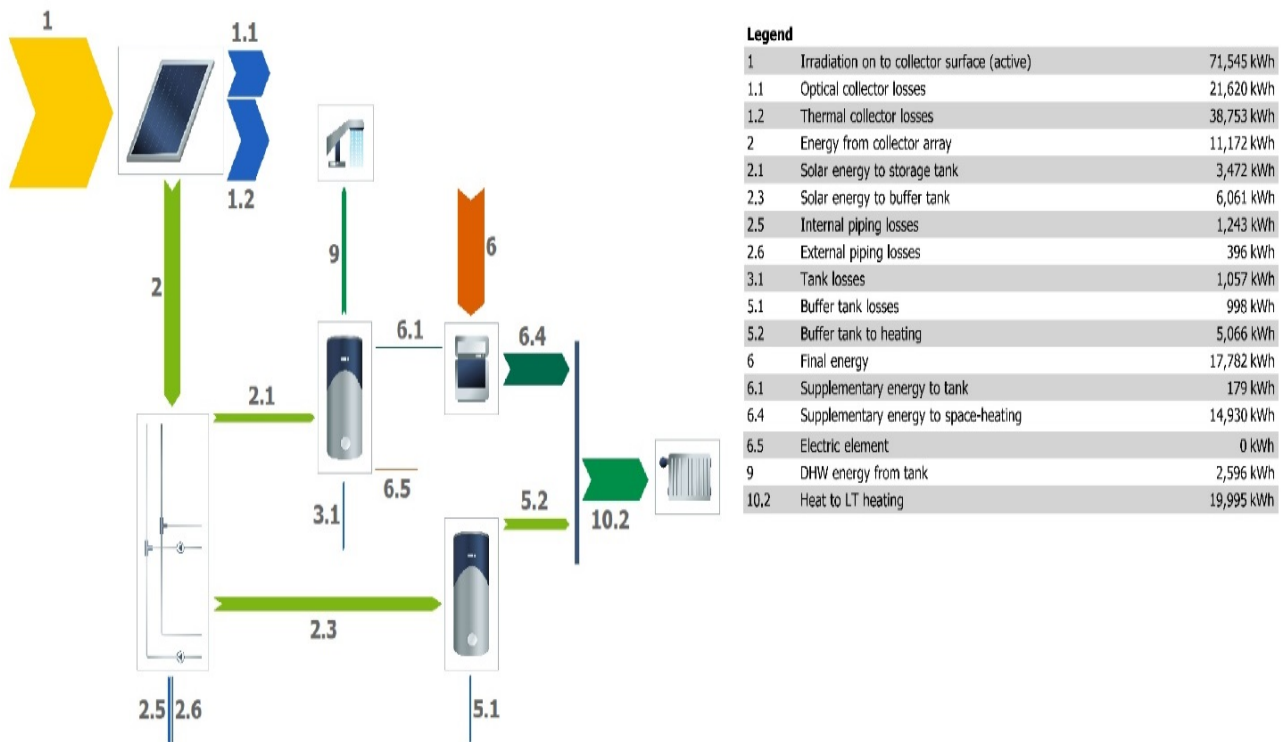 1
1.1
1.2
2
9
6
6.1
6.4
2.1
6.5
3.1
5.2
10.2
2.3
2.5 2.6
5.1
Legend
1 Irradiation on to collector surface (active) 71,545 kWh
1.1 Optical collector losses 21,620 kWh
1.2 Thermal collector losses 38,753 kWh
2 Energy from collector array 11,172 kWh
2.1 Solar energy to storage tank 3,472 kWh
2.3 Solar energy to buffer tank 6,061 kWh
2.5 Internal piping losses 1,243 kWh
2.6 External piping losses 396 kWh
3.1 Tank losses 1,057 kWh
5.1 Buffer tank losses 998 kWh
5.2 Buffer tank to heating 5,066 kWh
6 Final energy 17,782 kWh
6.1 Supplementary energy to tank 179 kWh
6.4 Supplementary energy to space-heating 14,930 kWh
6.5 Electric element 0 kWh
9 DHW energy from tank 2,596 kWh
10.2 Heat to LT heating 19,995 kWh